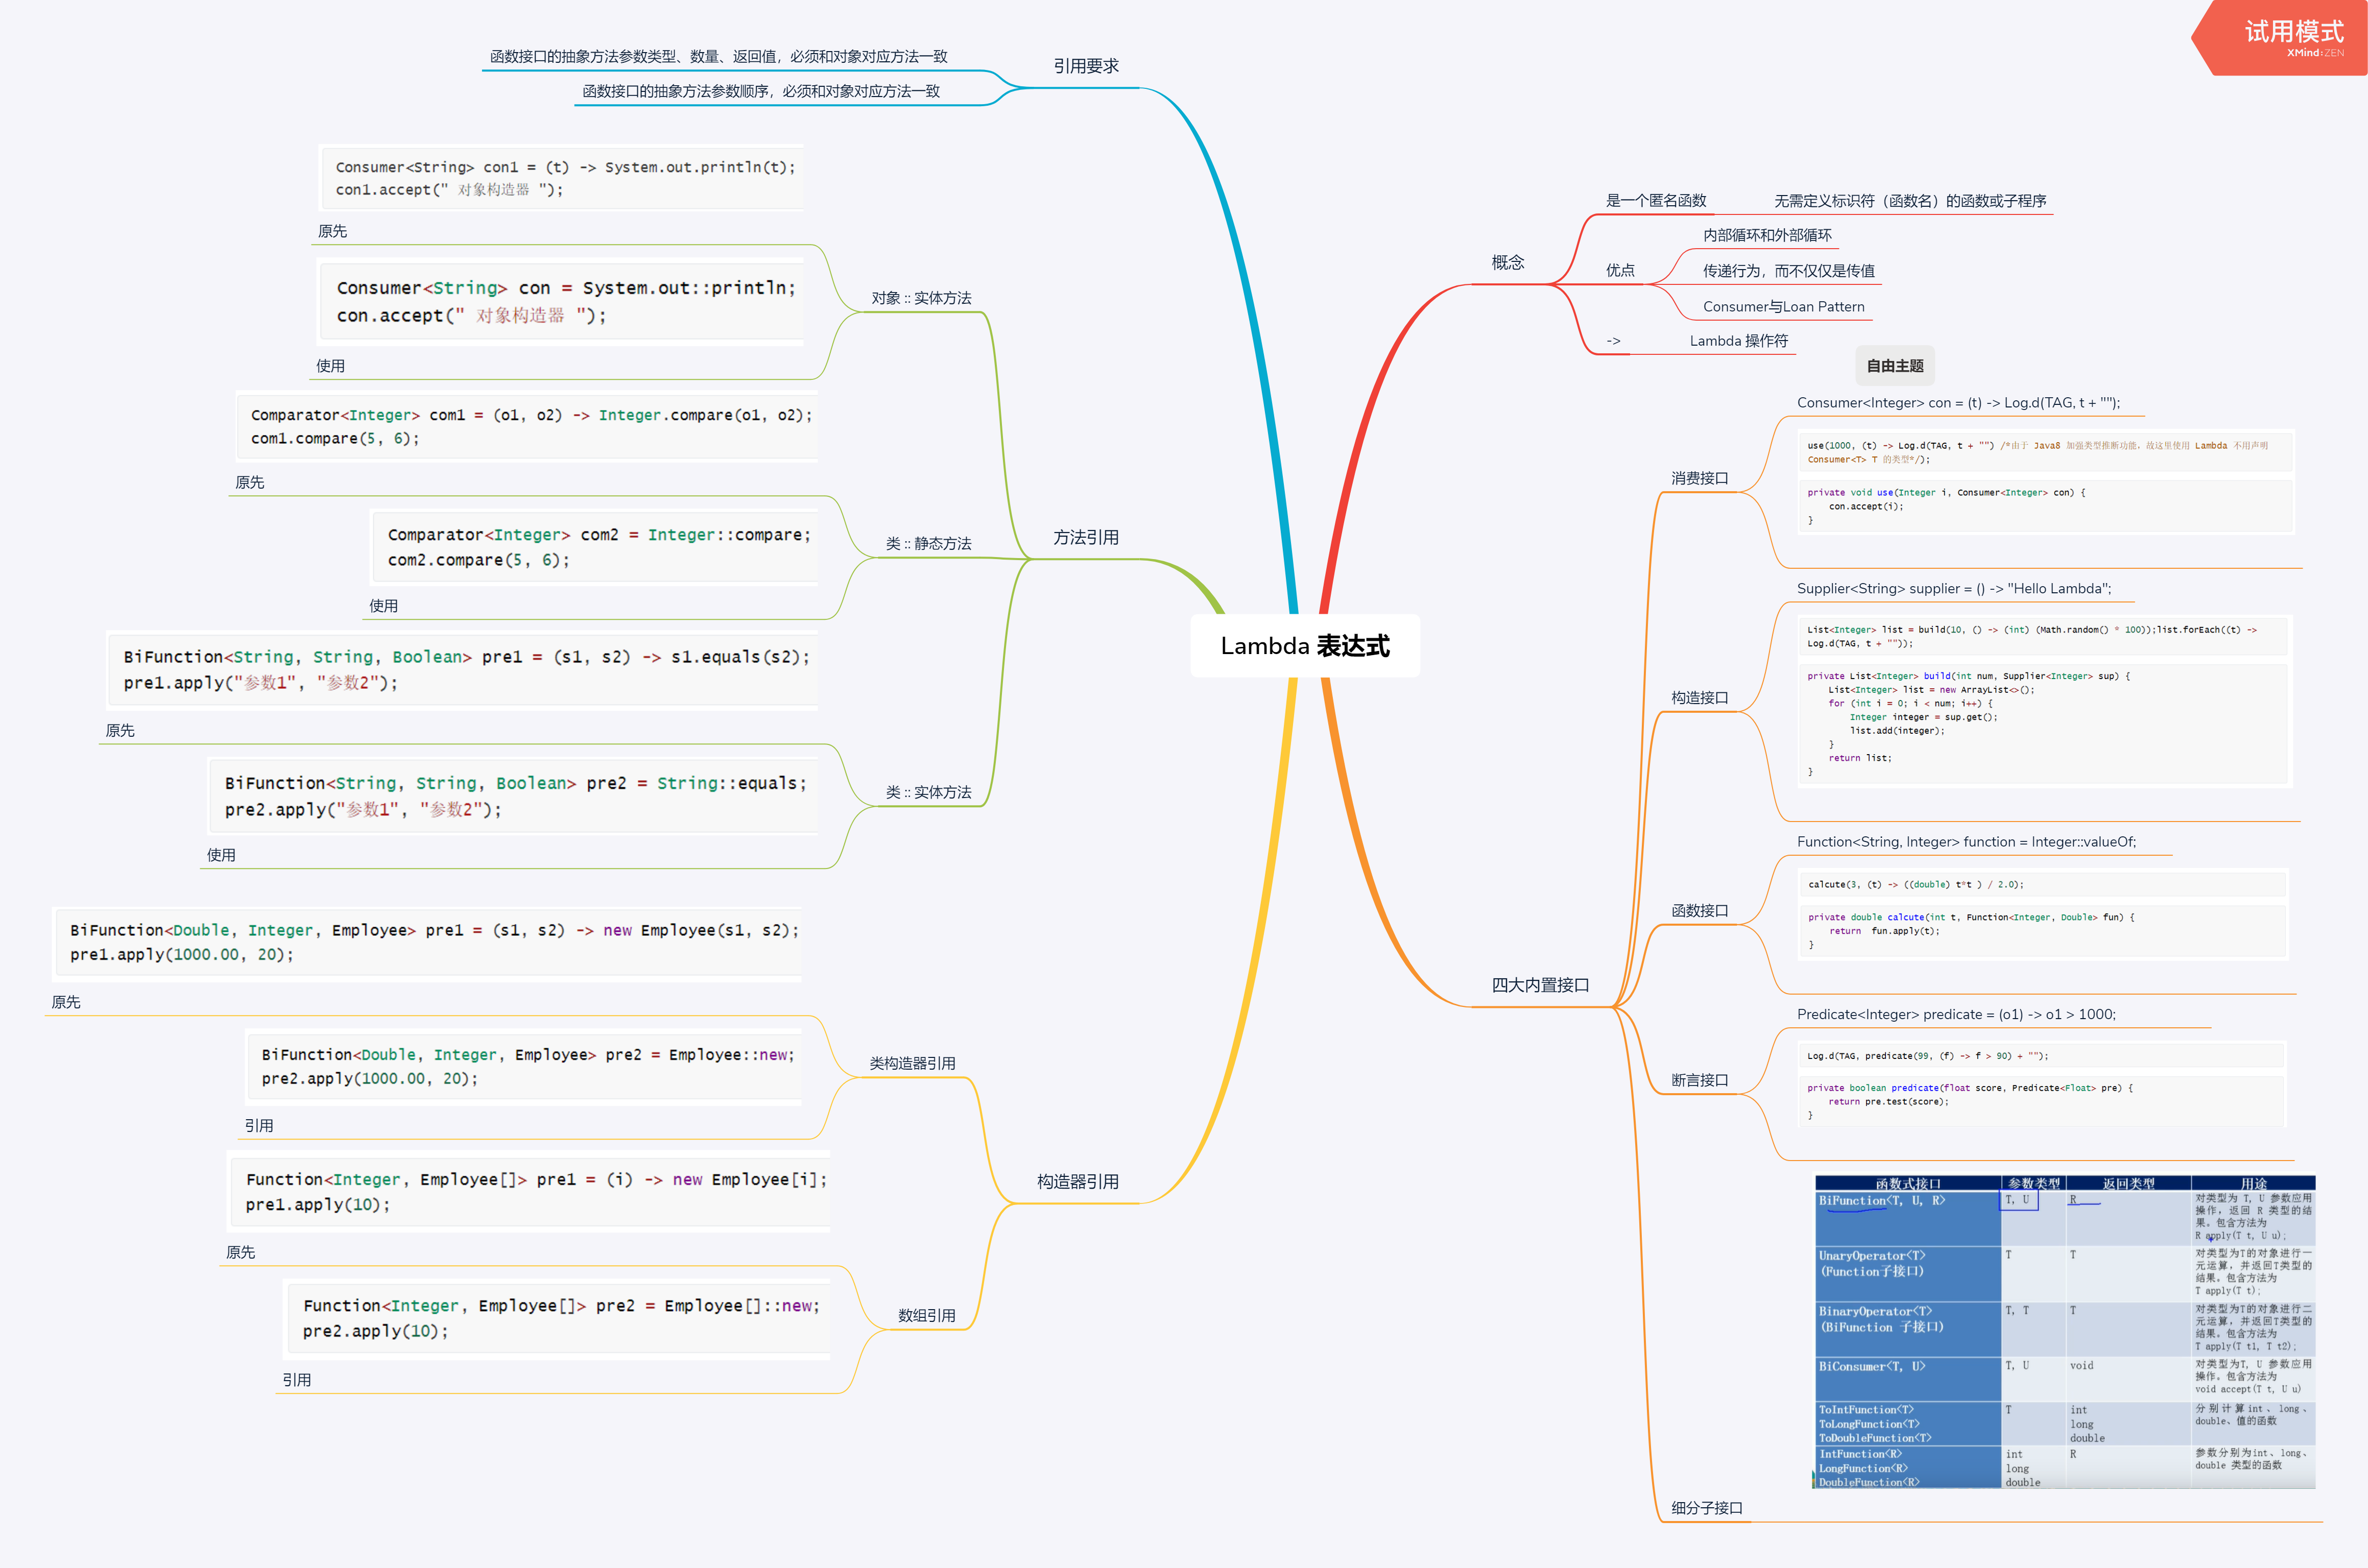 试用模式
XMind:ZEN
Lambda 表达式
概念
是一个匿名函数
无需定义标识符（函数名）的函数或子程序
优点
内部循环和外部循环
传递行为，而不仅仅是传值
Consumer与Loan Pattern
->
Lambda 操作符
自由主题
四大内置接口
消费接口
Consumer<Integer> con = (t) -> Log.d(TAG, t + "");
use(1000, (t) -> Log.d(TAG, t + "") /*由于 Java8 加强类型推断功能，故这里使用 Lambda 不用声明
Consumer<T> T 的类型*/);
private void use(Integer i, Consumer<Integer> con) {
con.accept(i);
}
构造接口
Supplier<String> supplier = () -> "Hello Lambda";
List<Integer> list = build(10, () -> (int) (Math.random() * 100));list.forEach((t) ->
Log.d(TAG, t + ""));
private List<Integer> build(int num, Supplier<Integer> sup) {
List<Integer> list = new ArrayList<>();
for (int i = 0; i < num; i++) {
Integer integer = sup.get();
list.add(integer);
}
return list;
}
函数接口
Function<String, Integer> function = Integer::valueOf;
calcute(3, (t) -> ((double) t*t ) / 2.0);
private double calcute(int t, Function<Integer, Double> fun) {
return  fun.apply(t);
}
断言接口
Predicate<Integer> predicate = (o1) -> o1 > 1000;
Log.d(TAG, predicate(99, (f) -> f > 90) + "");
private boolean predicate(float score, Predicate<Float> pre) {
return pre.test(score);
}
细分子接口
函数式接口 参数类型 返回类型 用途
BiFunction<T, U, R> T, U R 对类型为 T, U 参数应用
操作，返回 R 类型的结
果。包含方法为
R apply(T t, U u);
UnaryOperator<T> T T 对类型为T的对象进行一
(Function子接口) 元运算，并返回T类型的
结果。包含方法为
T apply(T t);
BinaryOperator<T> T, T T 对类型为T的对象进行二
(BiFunction 子接口) 元运算，并返回T类型的
结果。包含方法为
T apply(T t1, T t2);
BiConsumer<T, U> T, U void 对类型为T, U 参数应用
操作。包含方法为
void accept(T t, U u)
ToIntFunction<T> T int 分别计算int、long、
ToLongFunction<T> long double、值的函数
ToDoubleFunction<T> double
IntFunction<R> int R 参数分别为int、long、
LongFunction<R> long double 类型的函数
DoubleFunction<R> double
引用要求
函数接口的抽象方法参数类型、数量、返回值，必须和对象对应方法一致
函数接口的抽象方法参数顺序，必须和对象对应方法一致
方法引用
对象 :: 实体方法
Consumer<String> con1 = (t) -> System.out.println(t);
con1.accept(" 对象构造器 ");
原先
Consumer<String> con = System.out::println;
con.accept(" 对象构造器 ");
使用
类 :: 静态方法
Comparator<Integer> com1 = (o1, o2) -> Integer.compare(o1, o2);
com1.compare(5, 6);
原先
Comparator<Integer> com2 = Integer::compare;
com2.compare(5, 6);
使用
类 :: 实体方法
BiFunction<String, String, Boolean> pre1 = (s1, s2) -> s1.equals(s2);
pre1.apply("参数1", "参数2");
原先
BiFunction<String, String, Boolean> pre2 = String::equals;
pre2.apply("参数1", "参数2");
使用
构造器引用
类构造器引用
BiFunction<Double, Integer, Employee> pre1 = (s1, s2) -> new Employee(s1, s2);
pre1.apply(1000.00, 20);
原先
BiFunction<Double, Integer, Employee> pre2 = Employee::new;
pre2.apply(1000.00, 20);
引用
数组引用
Function<Integer, Employee[]> pre1 = (i) -> new Employee[i];
pre1.apply(10);
原先
Function<Integer, Employee[]> pre2 = Employee[]::new;
pre2.apply(10);
引用